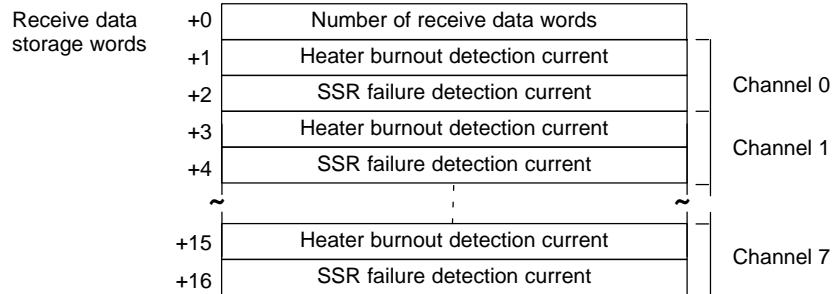 Receive data
storage words
+0 Number of receive data words
+1 Heater burnout detection current
+2 SSR failure detection current
Channel 0
+3 Heater burnout detection current
+4 SSR failure detection current
Channel 1
~ ~
+15 Heater burnout detection current
+16 SSR failure detection current
Channel 7